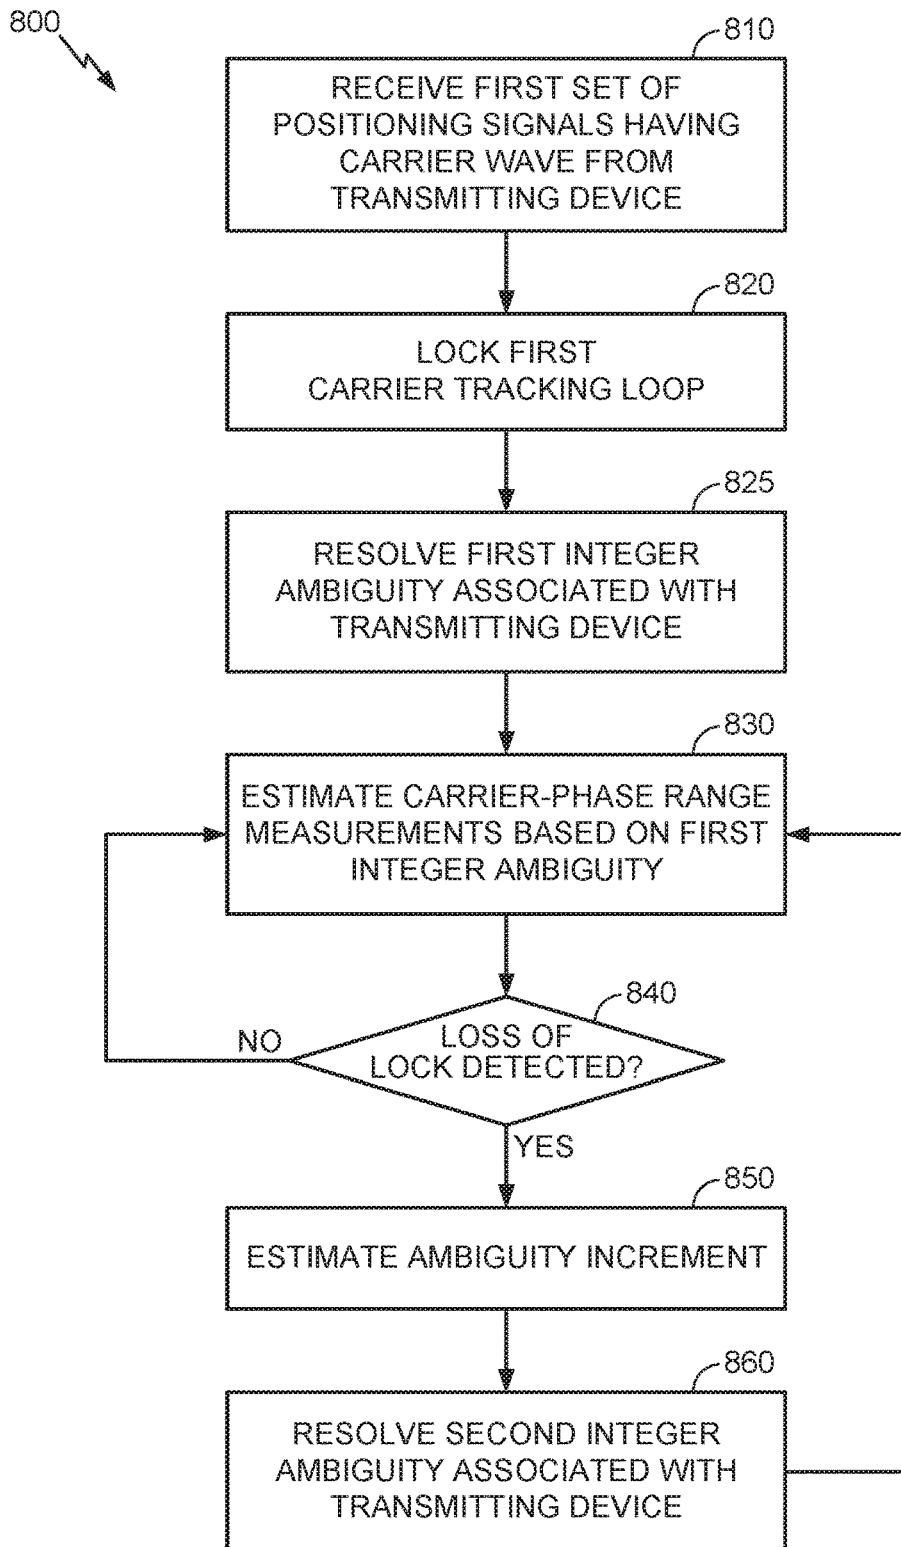 800
810
RECEIVE FIRST SET OF
POSITIONING SIGNALS HAVING
CARRIER WAVE FROM
TRANSMITTING DEVICE
820
LOCK FIRST
CARRIER TRACKING LOOP
825
RESOLVE FIRST INTEGER
AMBIGUITY ASSOCIATED WITH
TRANSMITTING DEVICE
830
ESTIMATE CARRIER-PHASE RANGE
MEASUREMENTS BASED ON FIRST
INTEGER AMBIGUITY
840
LOSS OF
LOCK DETECTED?
NO
YES
850
ESTIMATE AMBIGUITY INCREMENT
860
RESOLVE SECOND INTEGER
AMBIGUITY ASSOCIATED WITH
TRANSMITTING DEVICE